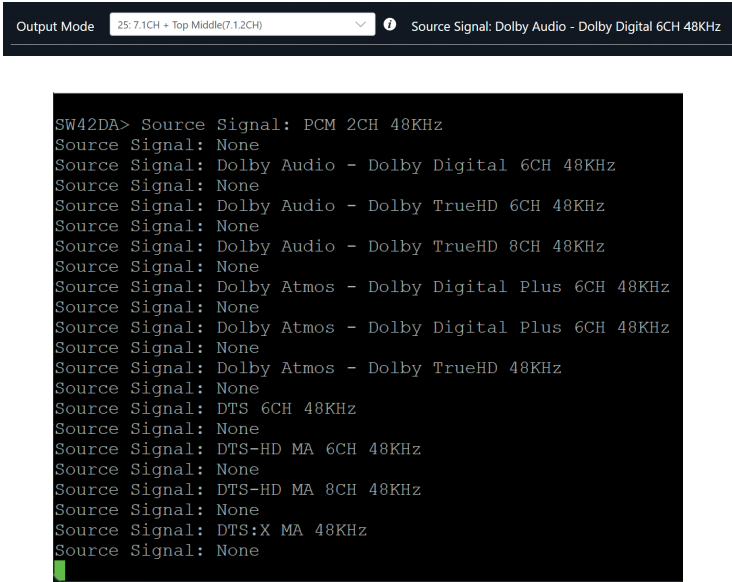 Output Mode 25: 7.1CH + Top Middle(7.1.2CH) i Source Signal: Dolby Audio - Dolby Digital 6CH 48KHz
SW42DA> Source Signal: PCM 2CH 48KHz
Source Signal: None
Source Signal: Dolby Audio - Dolby Digital 6CH 48KHz
Source Signal: None
Source Signal: Dolby Audio - Dolby TrueHD 6CH 48KHz
Source Signal: None
Source Signal: Dolby Audio - Dolby TrueHD 8CH 48KHz
Source Signal: None
Source Signal: Dolby Atmos - Dolby Digital Plus 6CH 48KHz
Source Signal: None
Source Signal: Dolby Atmos - Dolby Digital Plus 6CH 48KHz
Source Signal: None
Source Signal: Dolby Atmos - Dolby TrueHD 48KHz
Source Signal: None
Source Signal: DTS 6CH 48KHz
Source Signal: None
Source Signal: DTS-HD MA 6CH 48KHz
Source Signal: None
Source Signal: DTS-HD MA 8CH 48KHz
Source Signal: None
Source Signal: DTS:X MA 48KHz
Source Signal: None